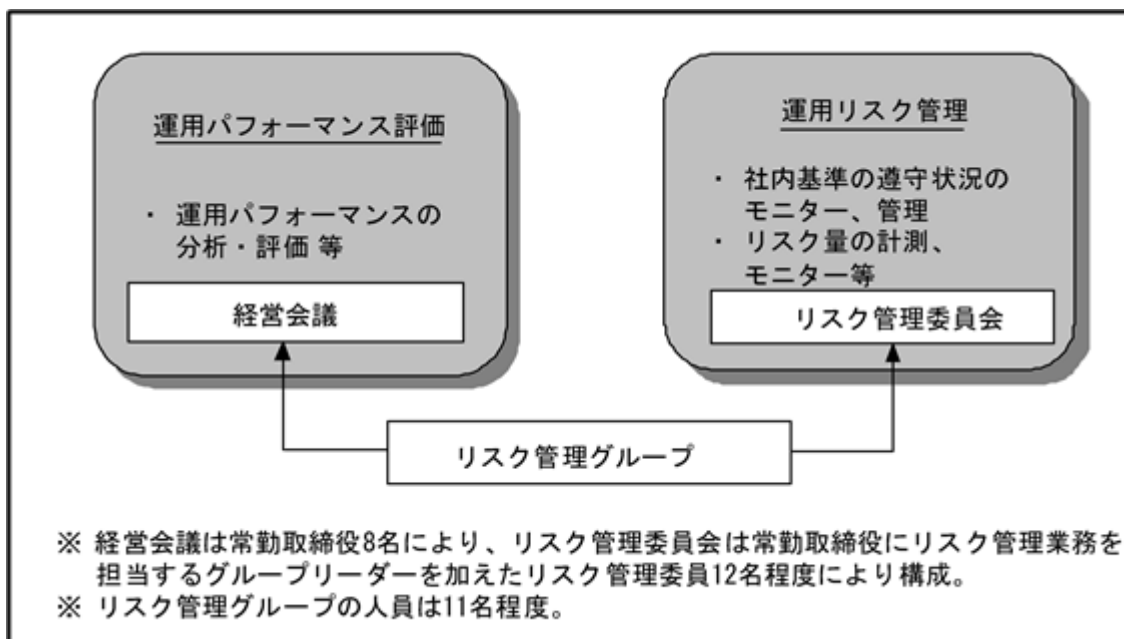 運用パフォーマンス評価
・ 運用パフォーマンスの
分析・評価 等
経営会議
運用リスク管理
・ 社内基準の遵守状況の
モニター、管理
・ リスク量の計測、
モニター等
リスク管理委員会
リスク管理グループ
※ 経営会議は常勤取締役8名により、リスク管理委員会は常勤取締役にリスク管理業務を
担当するグループリーダーを加えたリスク管理委員12名程度により構成。
※ リスク管理グループの人員は11名程度。